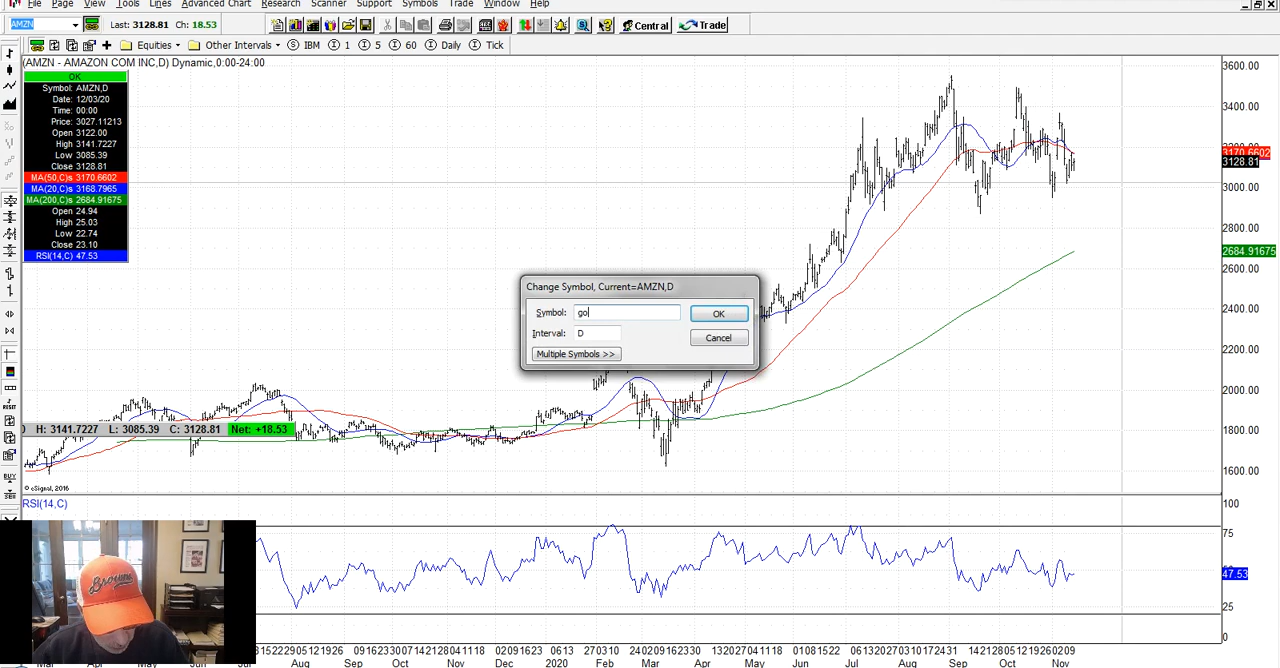 File Page View Tools Lines Advanced Chart Research Scanner Support Symbols Trade Window Help
AMZN Last: 3128.81 Ch: 18.53 Central Trade
Equities Other Intervals S IBM I 1 I 5 I 60 I Daily I Tick
(AMZN - AMAZON COM INC,D) Dynamic,0:00-24:00
OK
Symbol: AMZN,D
Date: 12/03/20
Time: 00:00
Price: 3027.11213
Open 3122.00
High 3141.7227
Low 3085.39
Close 3128.81
MA(50,C)s 3170.6602
MA(20,C)s 3168.7965
MA(200,C)s 2684.91675
Open 24.94
High 25.03
Low 22.74
Close 23.10
RSI(14,C) 47.53
3600.00
3400.00
3200.00
3170.6602
3128.81
3000.00
2800.00
2684.91675
2600.00
2400.00
2200.00
2000.00
1800.00
1600.00
Change Symbol, Current=AMZN,D
Symbol: go
OK
Interval: D
Cancel
Multiple Symbols >>
H: 3141.7227 L: 3085.39 C: 3128.81 Net: +18.53
© eSignal, 2016
RSI(14,C)
100
75
47.53
25
0
RESET
BUY
Browns
Aug Sep Oct Nov Dec 2020 Feb Mar Apr May Jun Jul Aug Sep Oct Nov